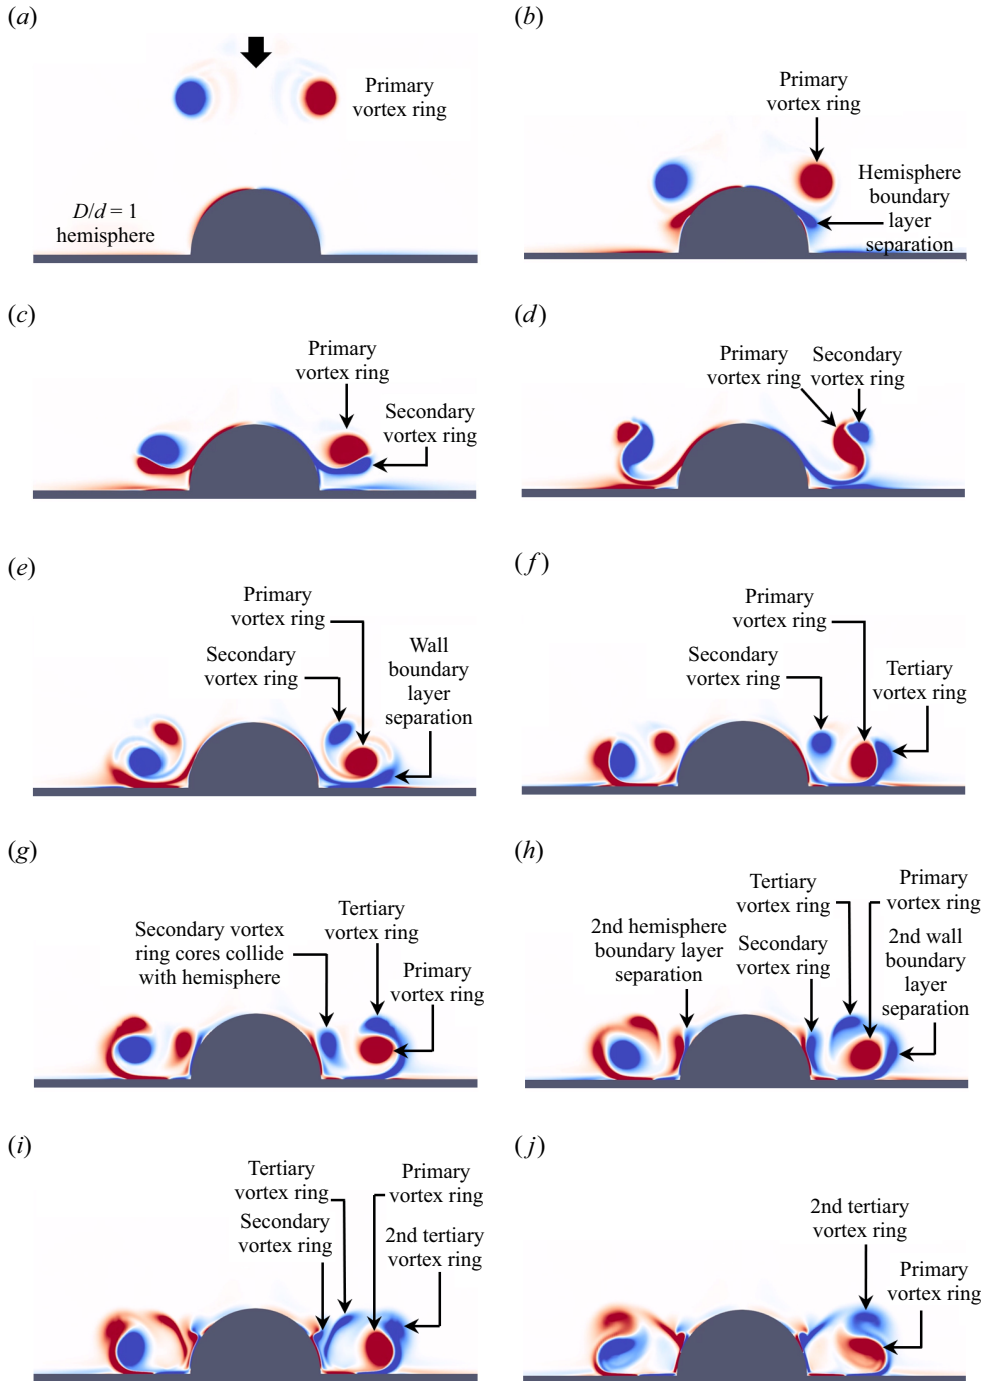 (a)
Primary
vortex ring
D/d = 1
hemisphere
(b)
Primary
vortex ring
Hemisphere
boundary
layer
separation
(c)
Primary
vortex ring
Secondary
vortex ring
(d)
Primary
vortex ring
Secondary
vortex ring
(e)
Primary
vortex ring
Secondary
vortex ring
Wall
boundary
layer
separation
(f)
Primary
vortex ring
Secondary
vortex ring
Tertiary
vortex ring
(g)
Secondary vortex
ring cores collide
with hemisphere
Tertiary
vortex ring
Primary
vortex ring
(h)
2nd hemisphere
boundary layer
separation
Tertiary
vortex ring
Secondary
vortex ring
Primary
vortex ring
2nd wall
boundary
layer
separation
(i)
Tertiary
vortex ring
Secondary
vortex ring
Primary
vortex ring
2nd tertiary
vortex ring
(j)
2nd tertiary
vortex ring
Primary
vortex ring